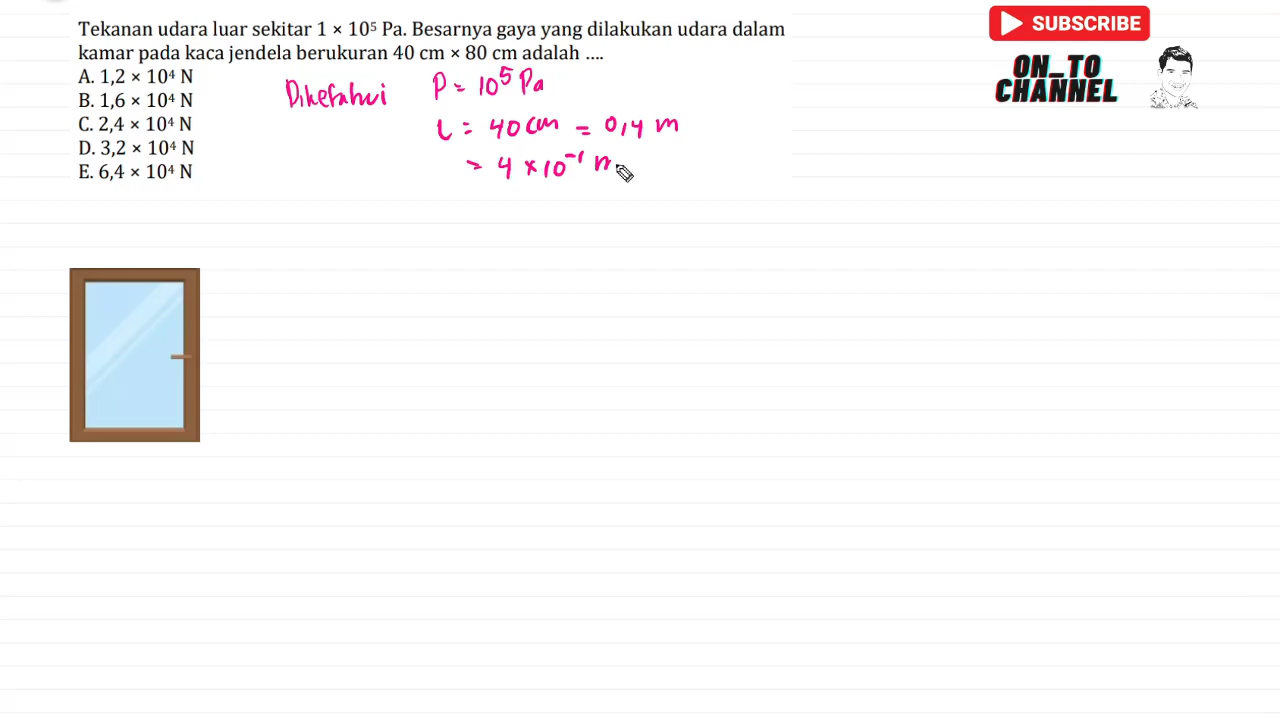 Tekanan udara luar sekitar 1 × 10⁵ Pa. Besarnya gaya yang dilakukan udara dalam
kamar pada kaca jendela berukuran 40 cm × 80 cm adalah ....
A. 1,2 × 10⁴ N
B. 1,6 × 10⁴ N
C. 2,4 × 10⁴ N
D. 3,2 × 10⁴ N
E. 6,4 × 10⁴ N
Diketahui P = 10⁵ Pa
l = 40 cm = 0,4 m
= 4 × 10⁻¹ m
SUBSCRIBE
ON_TO
CHANNEL